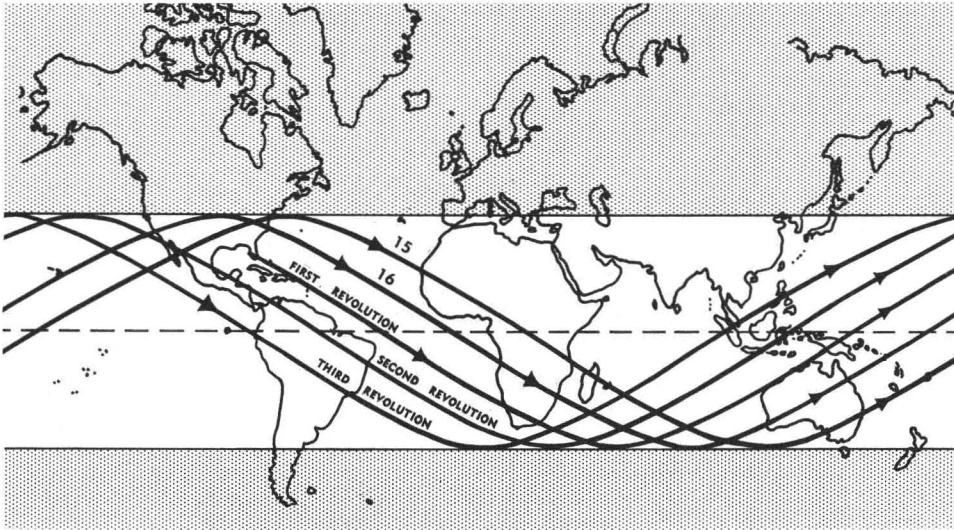 15
16
FIRST REVOLUTION
SECOND REVOLUTION
THIRD REVOLUTION